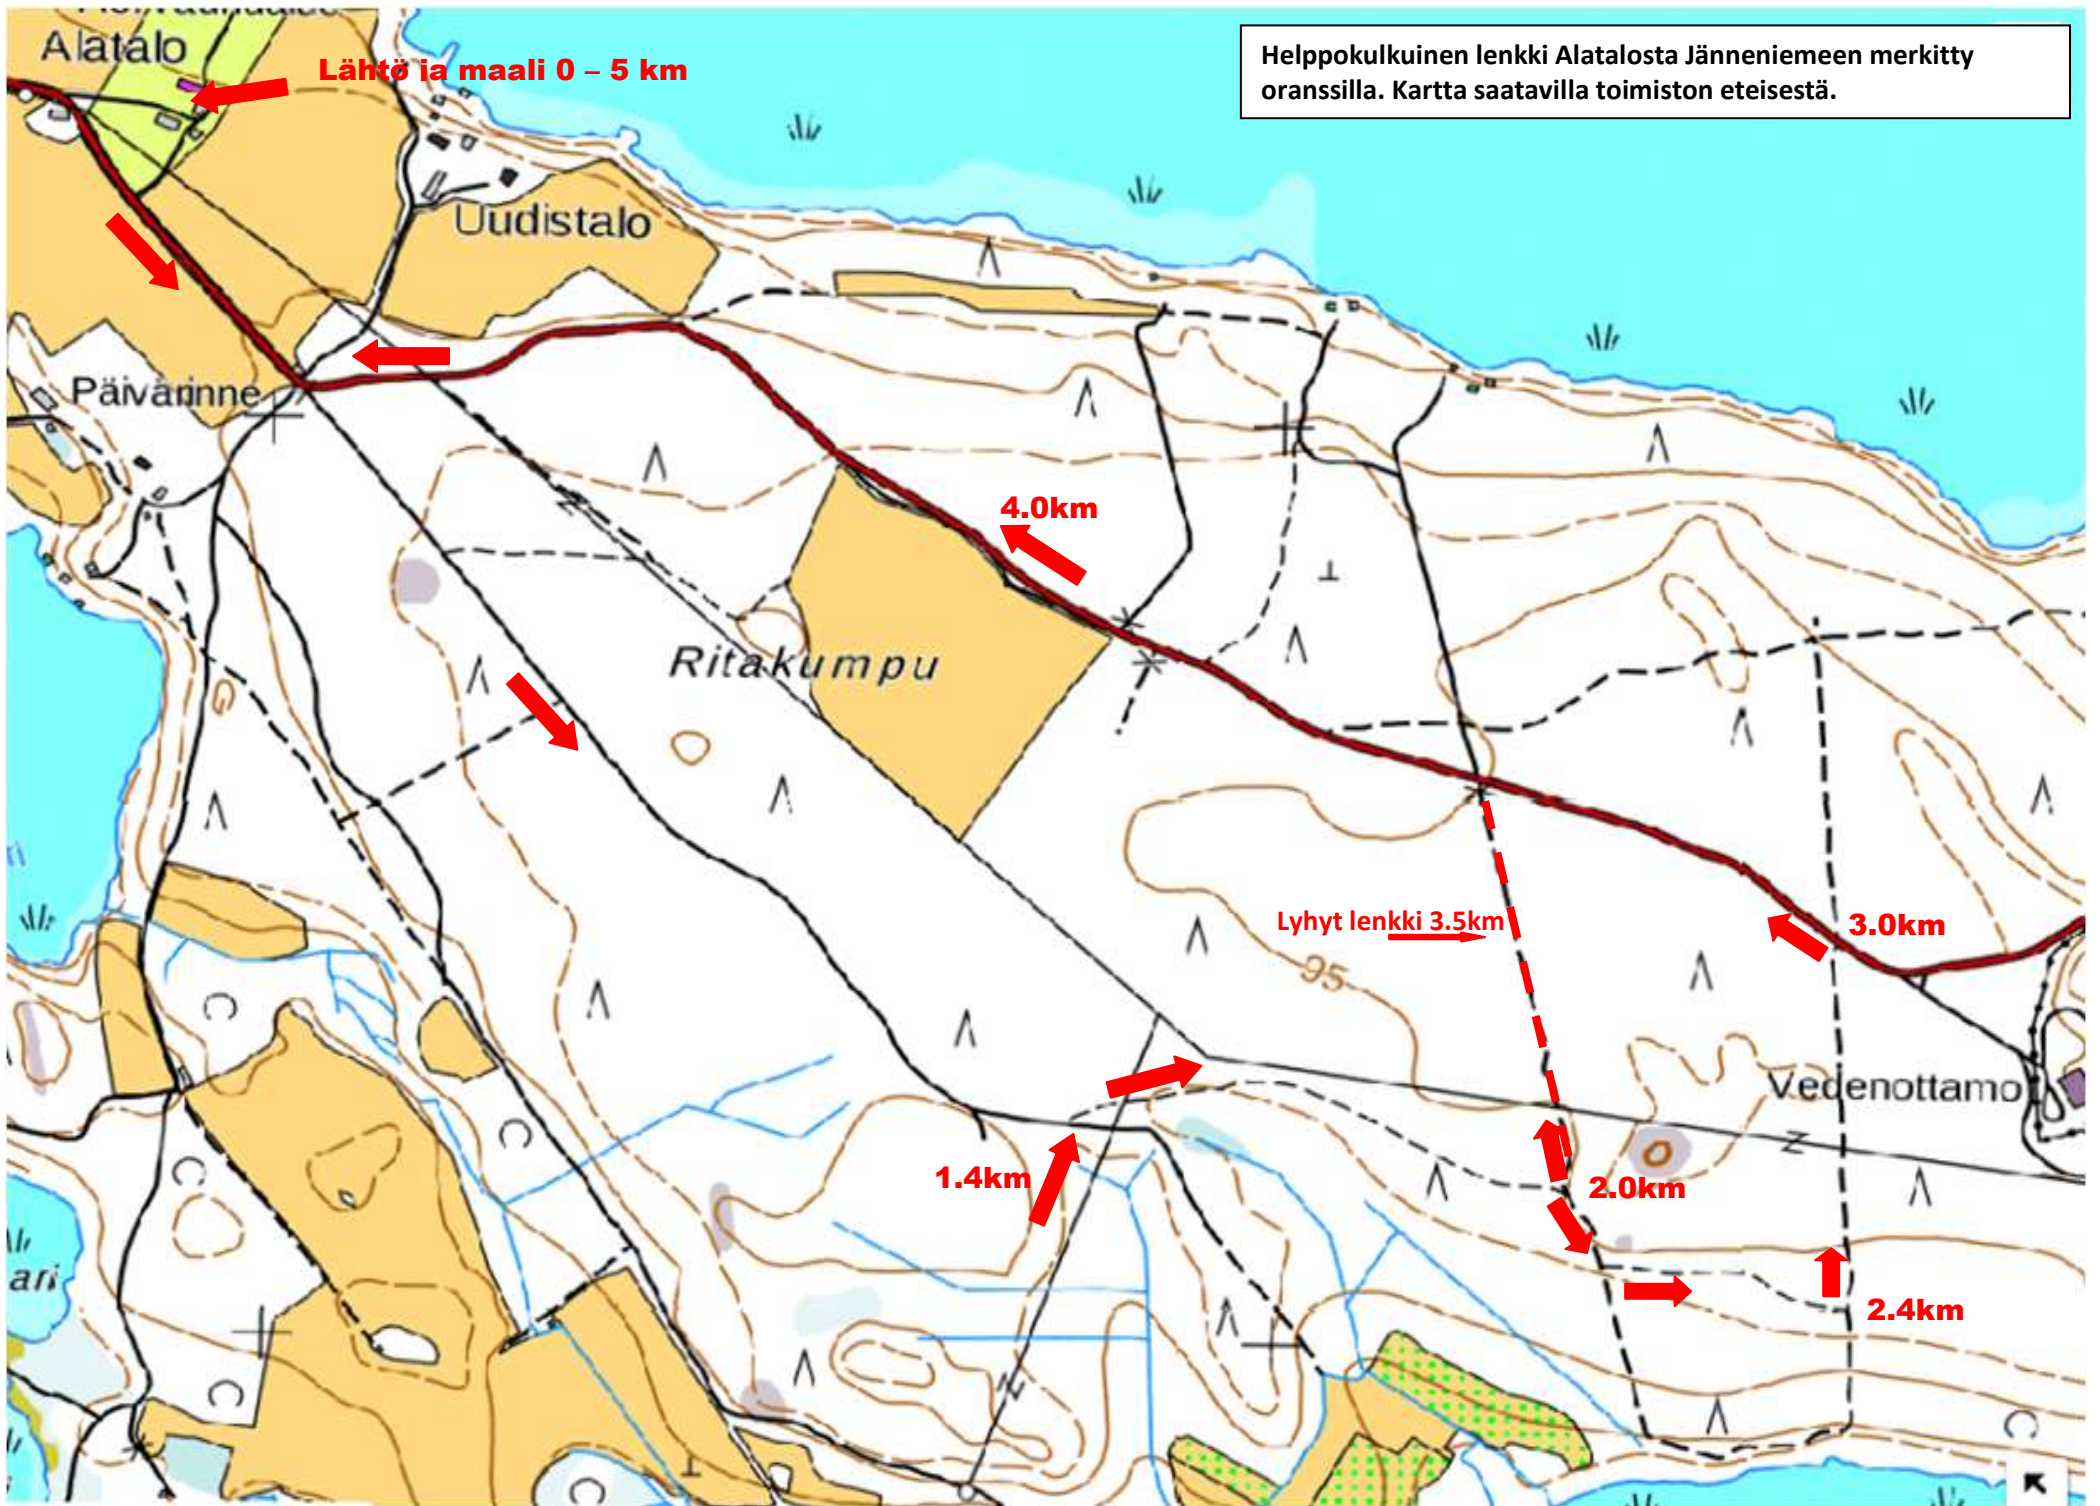 Alatalo
Lähtö ja maali 0 – 5 km
Helppokulkuinen lenkki Alatalosta Jänneniemeen merkitty
oranssilla. Kartta saatavilla toimiston eteisestä.
Uudistalo
Päivärinne
4.0km
Ritakumpu
Lyhyt lenkki 3.5km
3.0km
95
Vedenottamo
1.4km
2.0km
ari
2.4km